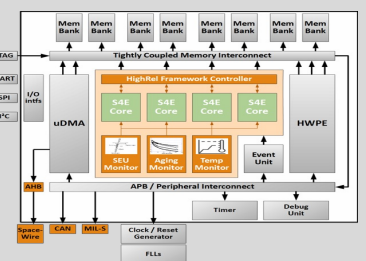 Mem Bank
Mem Bank
Mem Bank
Mem Bank
Mem Bank
Mem Bank
Mem Bank
Mem Bank
TAG
Tightly Coupled Memory Interconnect
ART
SPI
I²C
I/O
intfs
uDMA
HighRel Framework Controller
S4E Core
S4E Core
S4E Core
S4E Core
SEU Monitor
Aging Monitor
Temp Monitor
Event Unit
HWPE
AHB
APB / Peripheral Interconnect
Timer
Debug Unit
Space-
Wire
CAN
MIL-S
Clock / Reset
Generator
FLLs